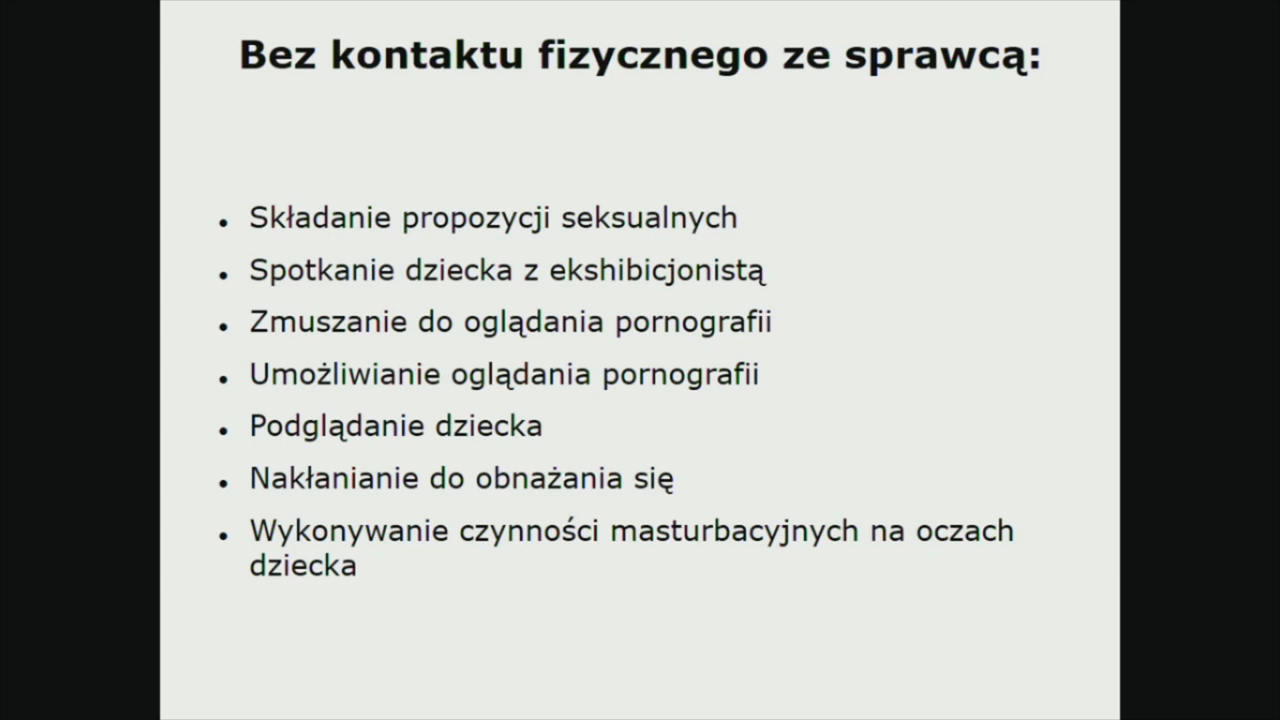 Bez kontaktu fizycznego ze sprawcą:
• Składanie propozycji seksualnych
• Spotkanie dziecka z ekshibicjonistą
• Zmuszanie do oglądania pornografii
• Umożliwianie oglądania pornografii
• Podglądanie dziecka
• Nakłanianie do obnażania się
• Wykonywanie czynności masturbacyjnych na oczach
dziecka